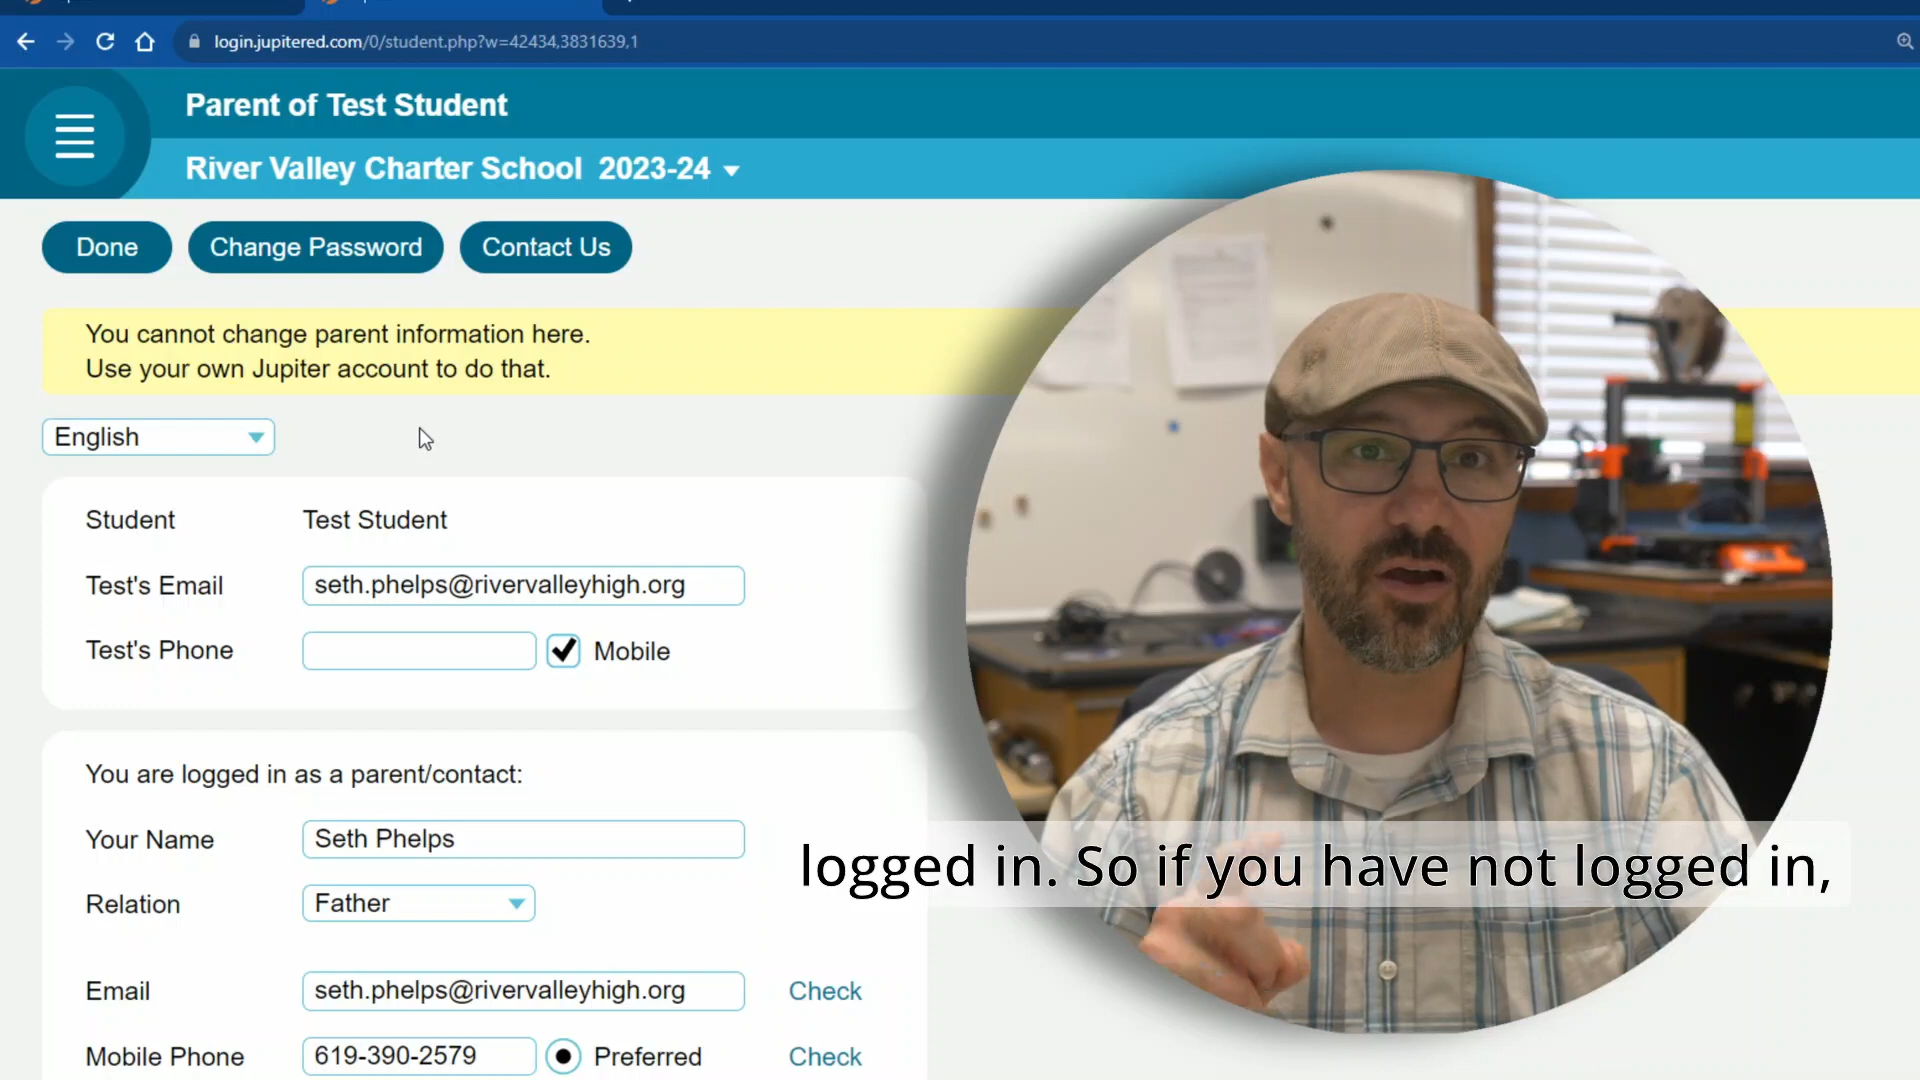 login.jupitered.com/0/student.php?w=42434,3831639,1
Parent of Test Student
River Valley Charter School 2023-24
Done Change Password Contact Us
You cannot change parent information here.
Use your own Jupiter account to do that.
English
Student Test Student
Test's Email seth.phelps@rivervalleyhigh.org
Test's Phone Mobile
You are logged in as a parent/contact:
Your Name Seth Phelps
Relation Father
Email seth.phelps@rivervalleyhigh.org Check
Mobile Phone 619-390-2579 Preferred Check
logged in. So if you have not logged in,